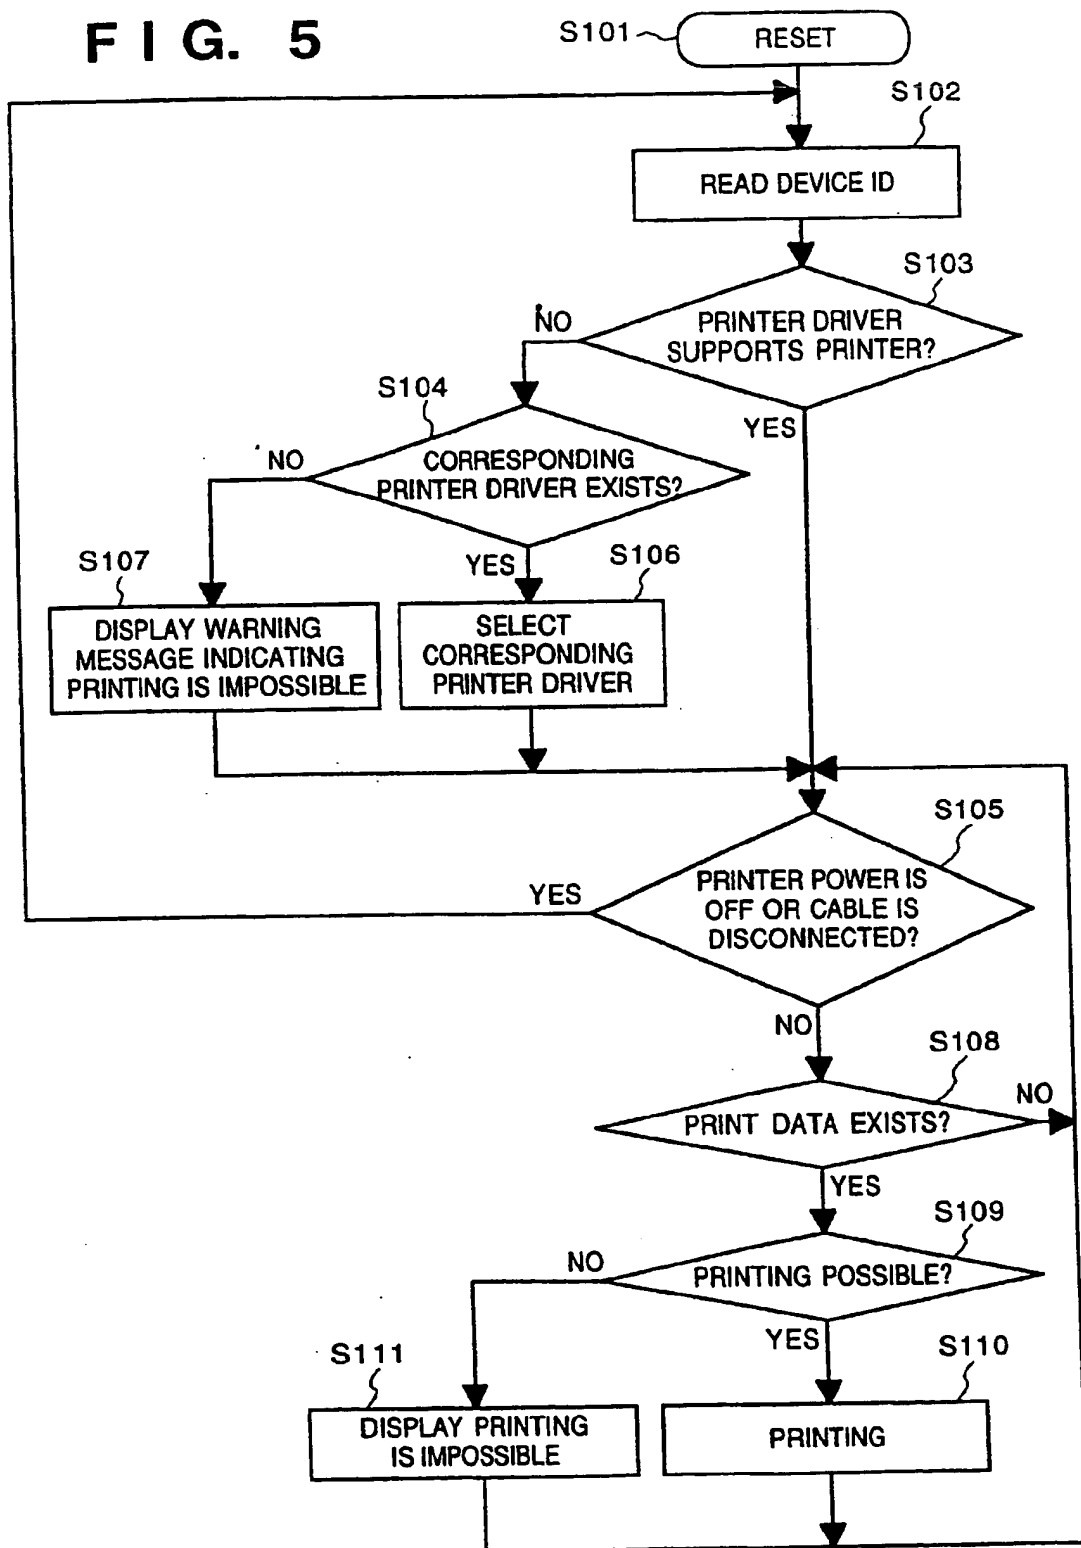 FIG. 5
S101
RESET
S102
READ DEVICE ID
S103
PRINTER DRIVER
SUPPORTS PRINTER?
NO
YES
S104
CORRESPONDING
PRINTER DRIVER EXISTS?
NO
YES
S107
DISPLAY WARNING
MESSAGE INDICATING
PRINTING IS IMPOSSIBLE
S106
SELECT
CORRESPONDING
PRINTER DRIVER
S105
PRINTER POWER IS
OFF OR CABLE IS
DISCONNECTED?
YES
NO
S108
PRINT DATA EXISTS?
NO
YES
S109
PRINTING POSSIBLE?
NO
YES
S111
DISPLAY PRINTING
IS IMPOSSIBLE
S110
PRINTING